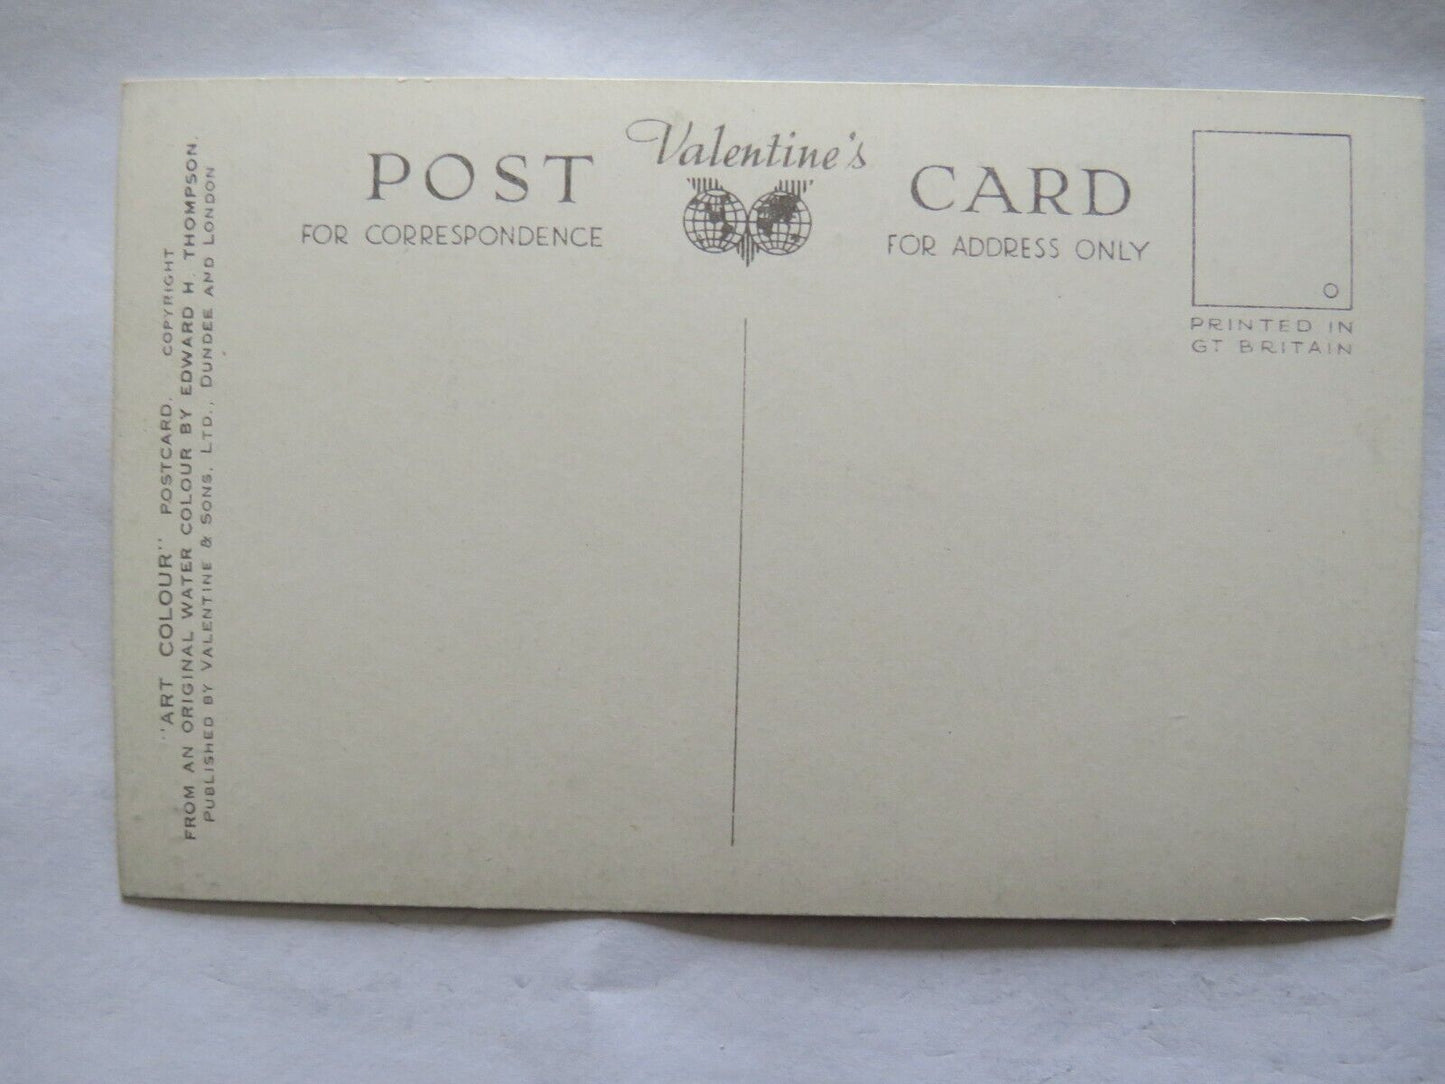 Valentine's
POST CARD
FOR CORRESPONDENCE
FOR ADDRESS ONLY
O
PRINTED IN
GT BRITAIN
"ART COLOUR" POSTCARD. COPYRIGHT
FROM AN ORIGINAL WATER COLOUR BY EDWARD H. THOMPSON.
PUBLISHED BY VALENTINE & SONS, LTD., DUNDEE AND LONDON